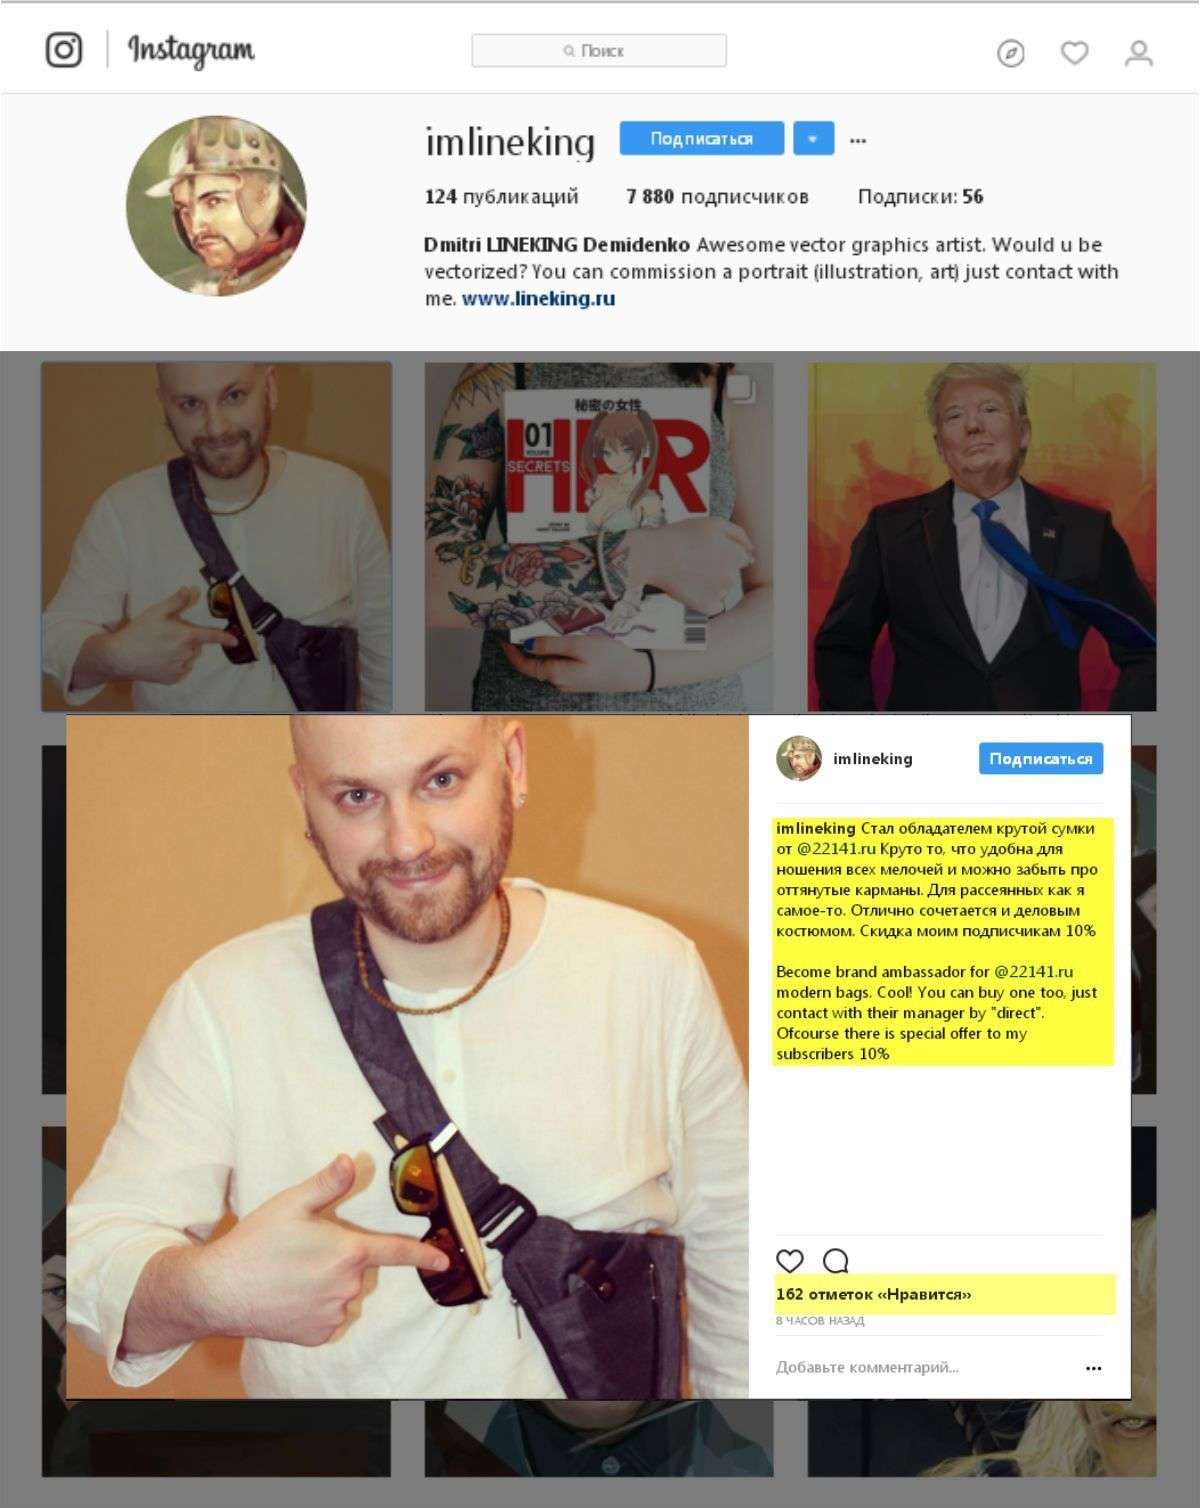 Instagram
Поиск
imlineking
Подписаться
124 публикаций 7 880 подписчиков Подписки: 56
Dmitri LINEKING Demidenko Awesome vector graphics artist. Would u be
vectorized? You can commission a portrait (illustration, art) just contact with
me. www.lineking.ru
秘密の女性
01
VOLUME
SECRETS
HER
imlineking
Подписаться
imlineking Стал обладателем крутой сумки
от @22141.ru Круто то, что удобна для
ношения всех мелочей и можно забыть про
оттянутые карманы. Для рассеянных как я
самое-то. Отлично сочетается и деловым
костюмом. Скидка моим подписчикам 10%
Become brand ambassador for @22141.ru
modern bags. Cool! You can buy one too, just
contact with their manager by "direct".
Ofcourse there is special offer to my
subscribers 10%
162 отметок «Нравится»
8 ЧАСОВ НАЗАД
Добавьте комментарий...